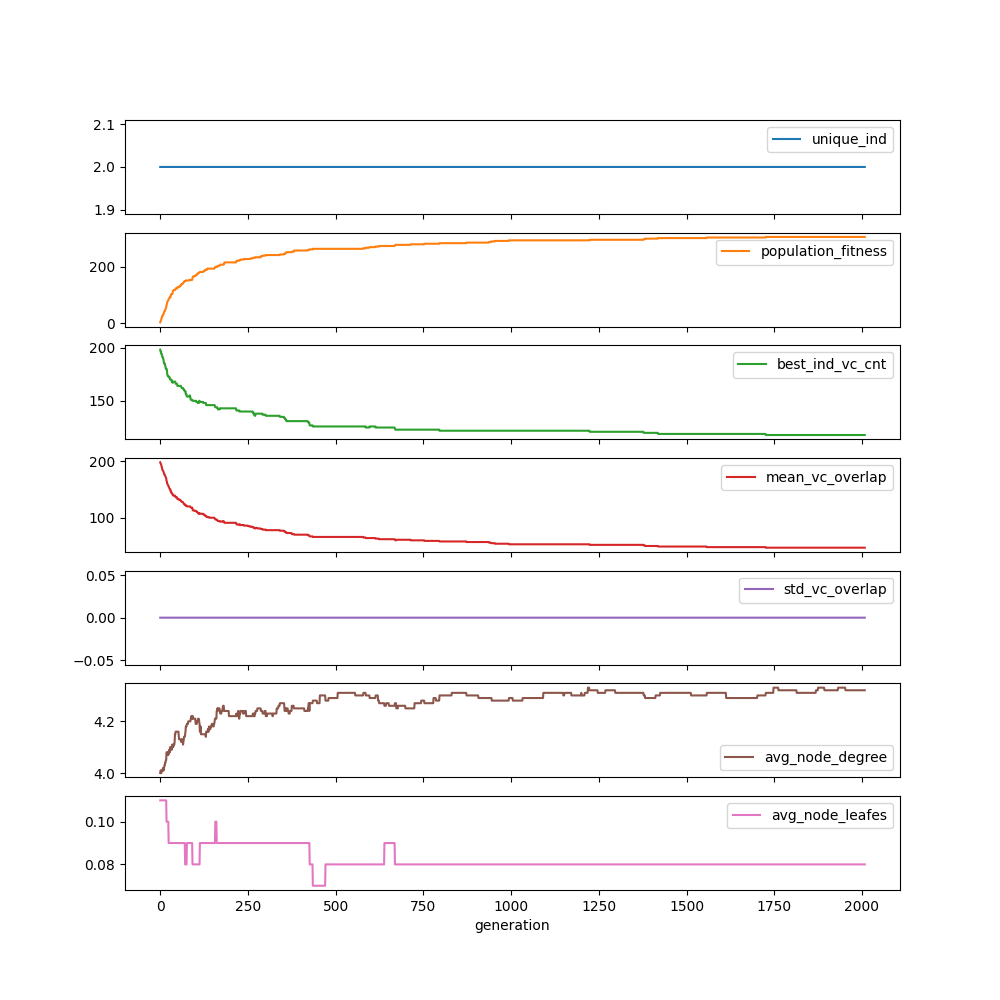 2.1
2.0
1.9
unique_ind
200
0
population_fitness
200
150
best_ind_vc_cnt
200
100
mean_vc_overlap
0.05
0.00
−0.05
std_vc_overlap
4.2
4.0
avg_node_degree
0.10
0.08
avg_node_leafes
0 250 500 750 1000 1250 1500 1750 2000
generation